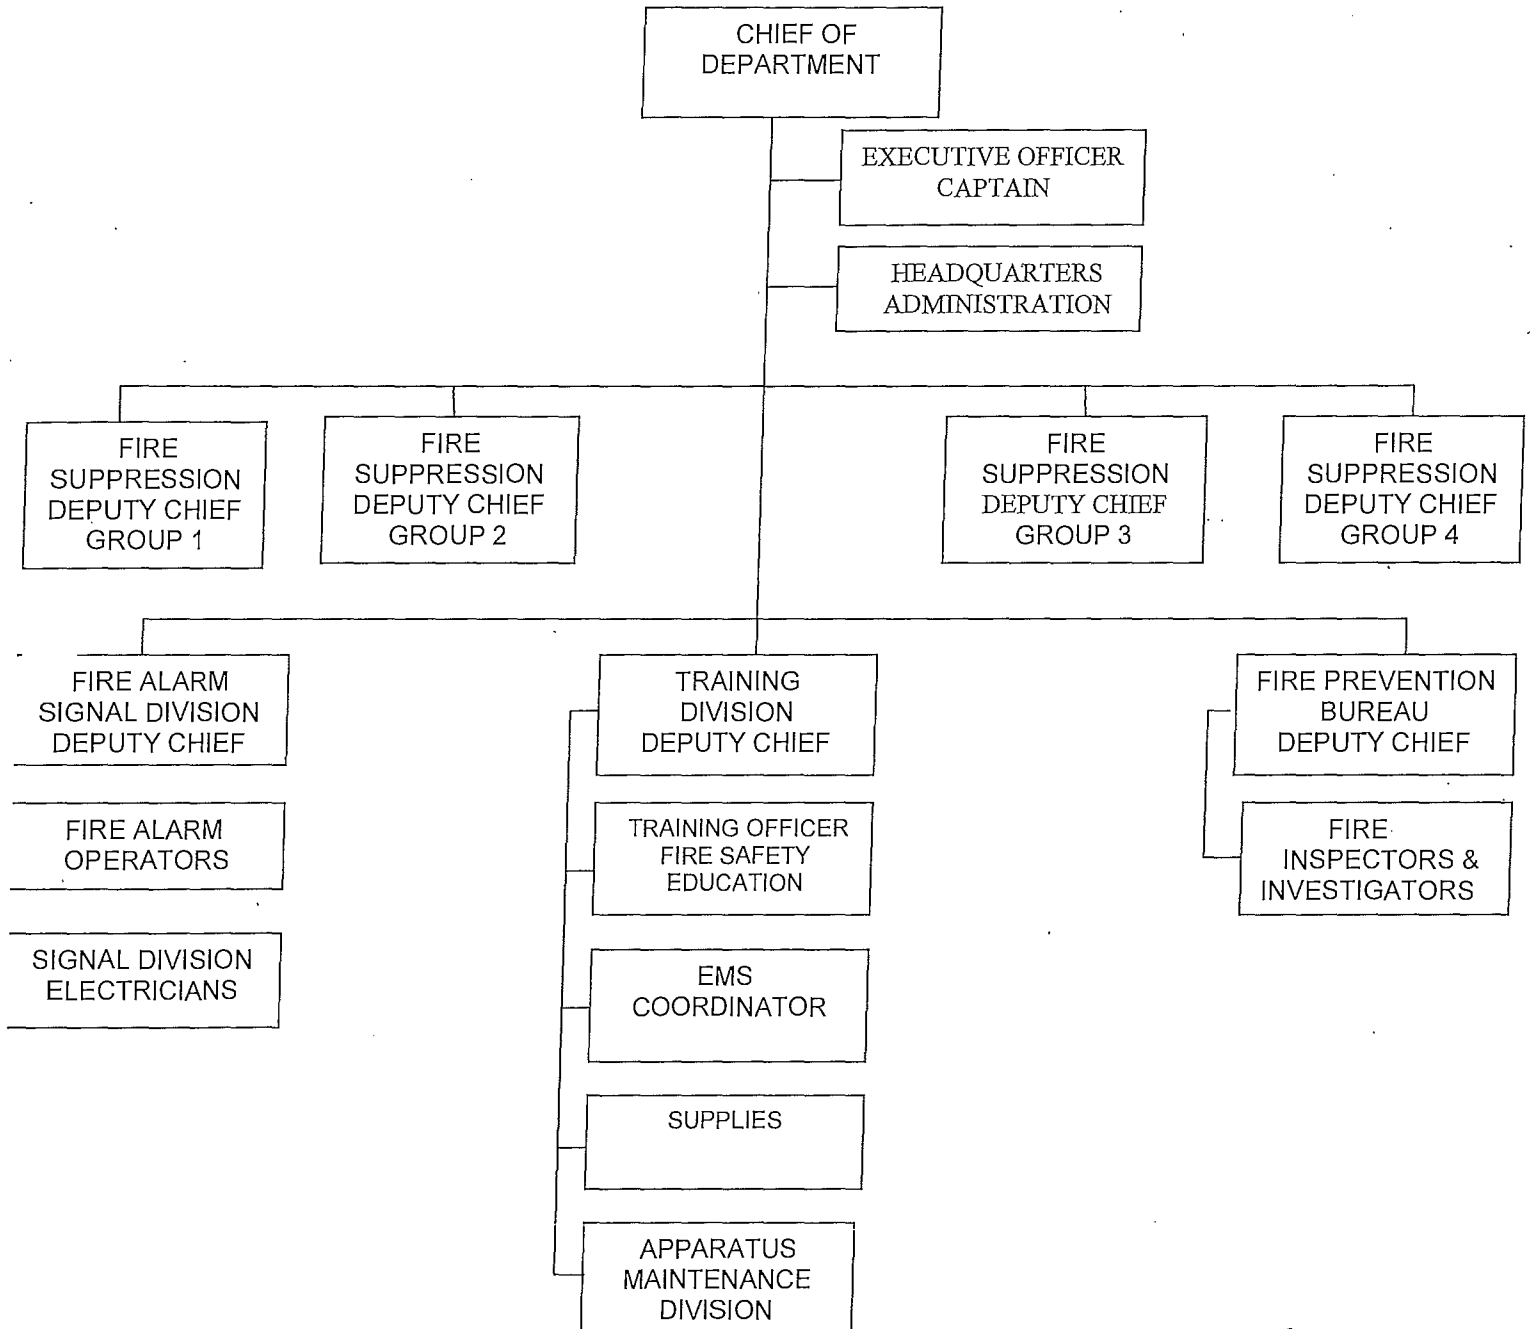 CHIEF OF
DEPARTMENT
EXECUTIVE OFFICER
CAPTAIN
HEADQUARTERS
ADMINISTRATION
FIRE
SUPPRESSION
DEPUTY CHIEF
GROUP 1
FIRE
SUPPRESSION
DEPUTY CHIEF
GROUP 2
FIRE
SUPPRESSION
DEPUTY CHIEF
GROUP 3
FIRE
SUPPRESSION
DEPUTY CHIEF
GROUP 4
FIRE ALARM
SIGNAL DIVISION
DEPUTY CHIEF
FIRE ALARM
OPERATORS
SIGNAL DIVISION
ELECTRICIANS
TRAINING
DIVISION
DEPUTY CHIEF
TRAINING OFFICER
FIRE SAFETY
EDUCATION
EMS
COORDINATOR
SUPPLIES
APPARATUS
MAINTENANCE
DIVISION
FIRE PREVENTION
BUREAU
DEPUTY CHIEF
FIRE
INSPECTORS &
INVESTIGATORS